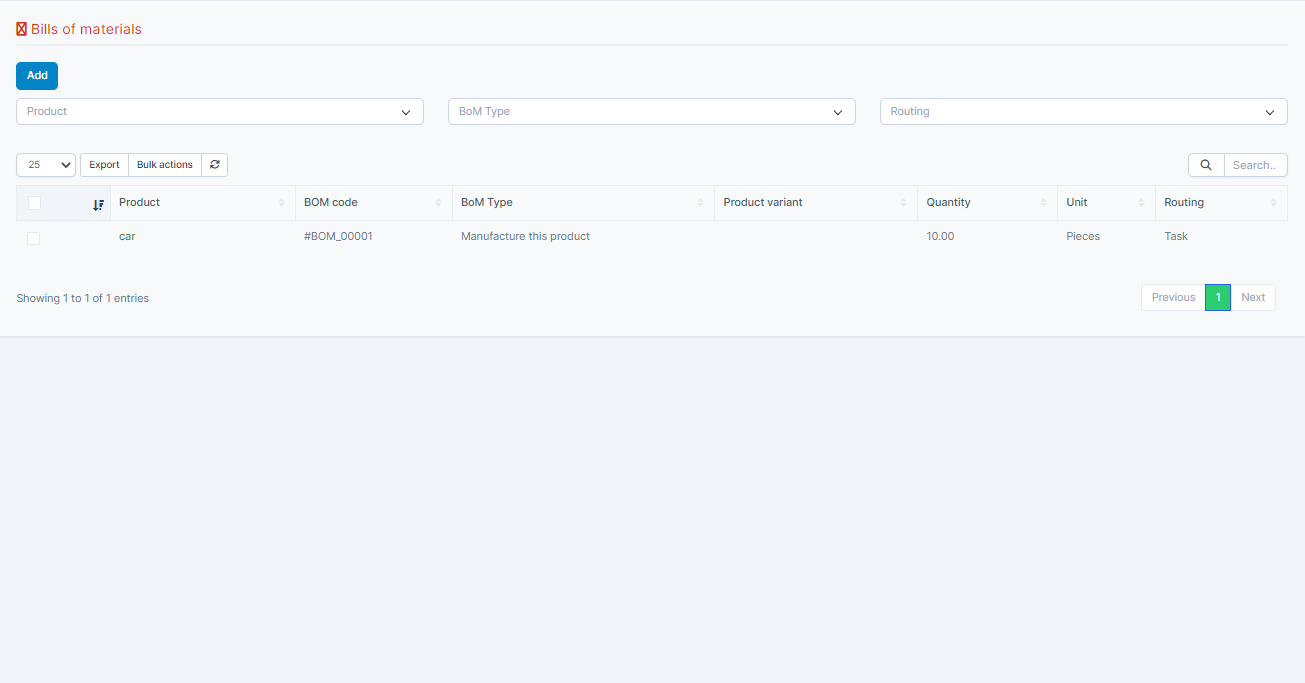 Bills of materials
Add
Product BoM Type Routing
25 Export Bulk actions Search..
Product BOM code BoM Type Product variant Quantity Unit Routing
car #BOM_00001 Manufacture this product 10.00 Pieces Task
Showing 1 to 1 of 1 entries Previous 1 Next